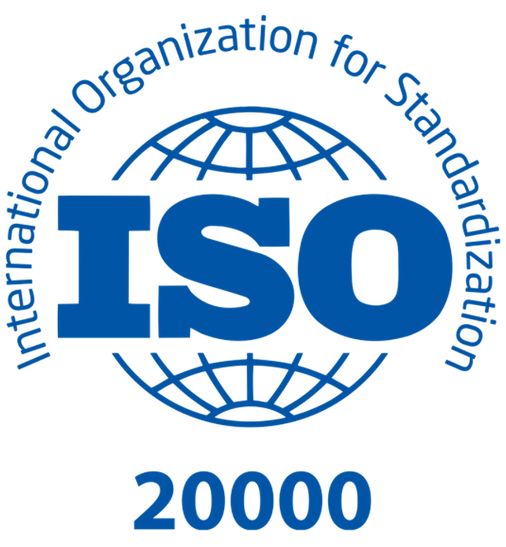 International Organization for Standardization
ISO
20000